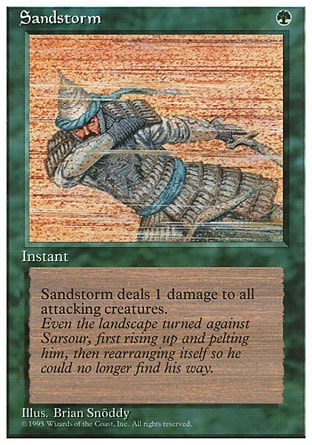 Sandstorm
Instant
Sandstorm deals 1 damage to all
attacking creatures.
Even the landscape turned against
Sarsour, first rising up and pelting
him, then rearranging itself so he
could no longer find his way.
Illus. Brian Snõddy
©1995 Wizards of the Coast, Inc. All rights reserved.